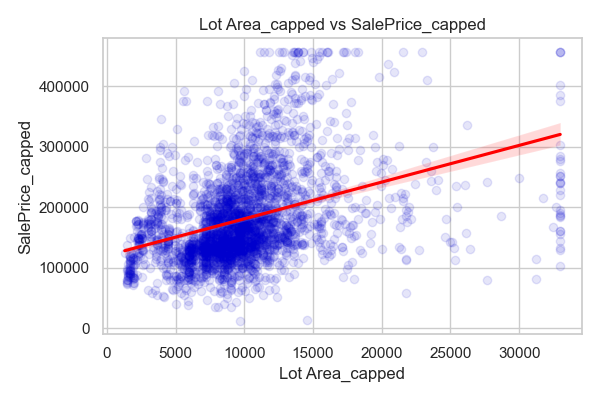 Lot Area_capped vs SalePrice_capped
SalePrice_capped
400000
300000
200000
100000
0
0 5000 10000 15000 20000 25000 30000
Lot Area_capped